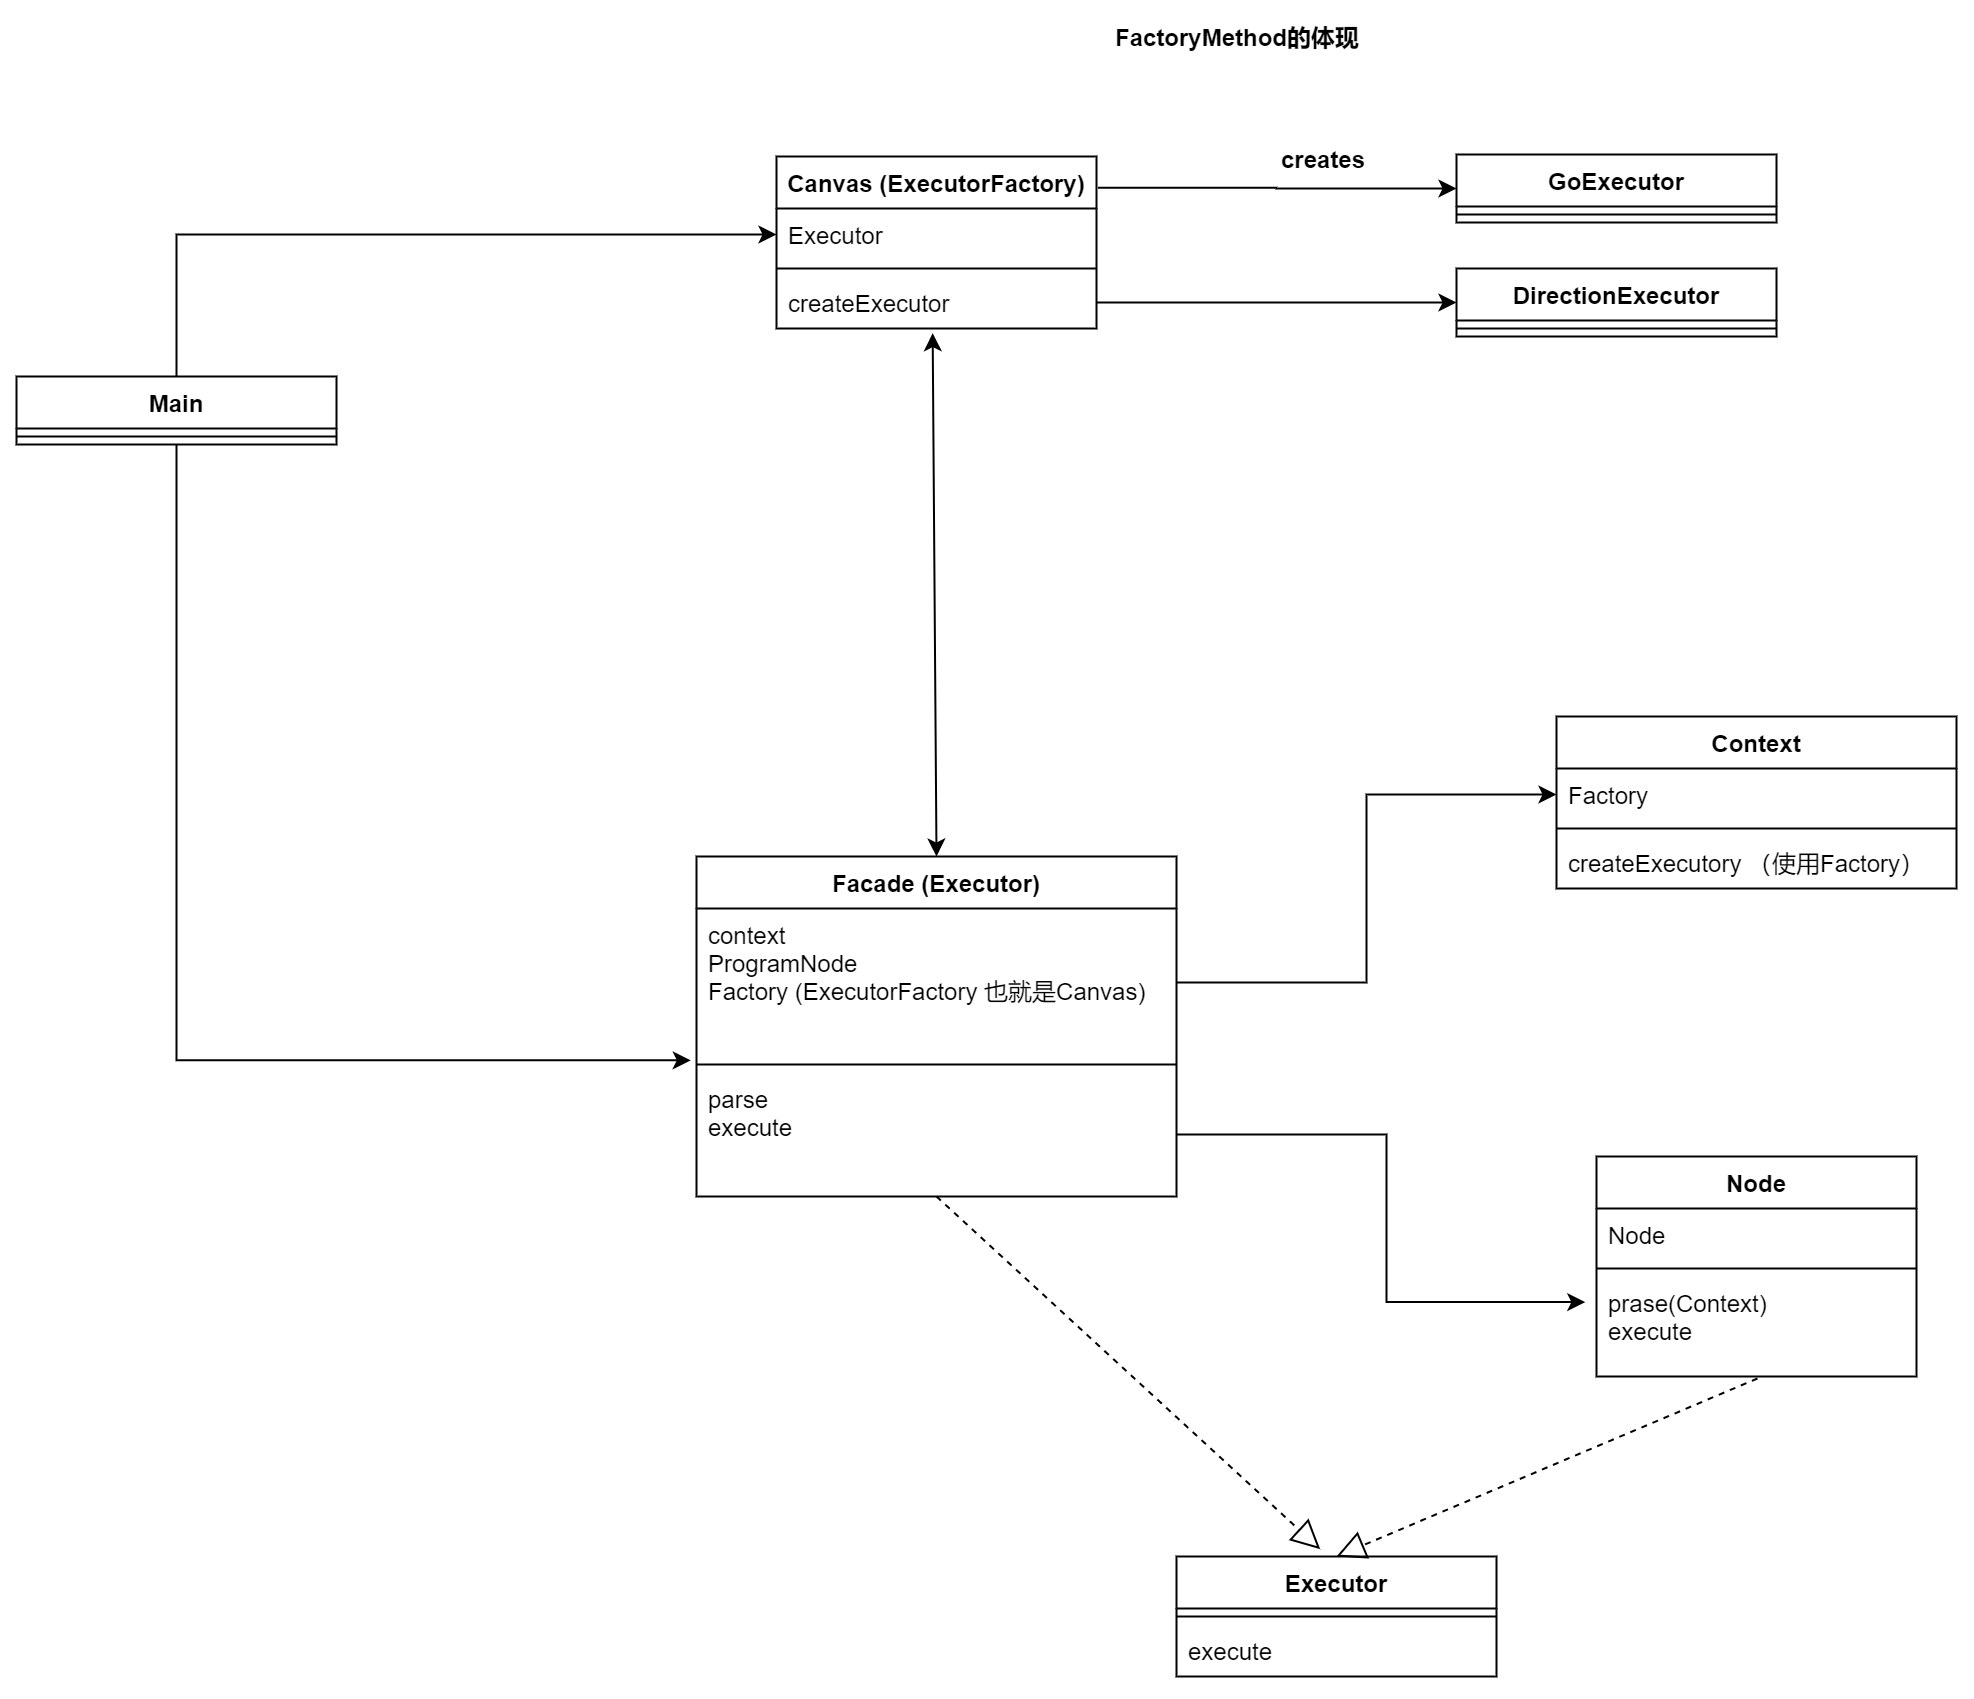 FactoryMethod的体现
creates
Canvas (ExecutorFactory)
Executor
createExecutor
GoExecutor
DirectionExecutor
Main
Context
Factory
createExecutory （使用Factory）
Facade (Executor)
context
ProgramNode
Factory (ExecutorFactory 也就是Canvas)
parse
execute
Node
Node
prase(Context)
execute
Executor
execute